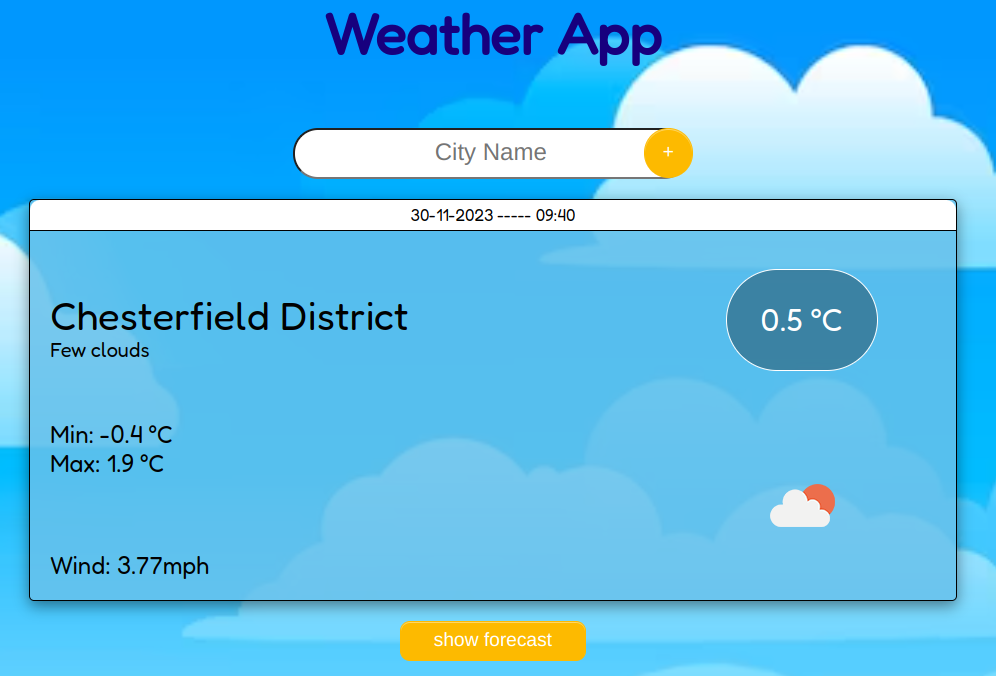 Weather App
City Name
+
30-11-2023 ----- 09:40
Chesterfield District
Few clouds
0.5 °C
Min: -0.4 °C
Max: 1.9 °C
Wind: 3.77mph
show forecast